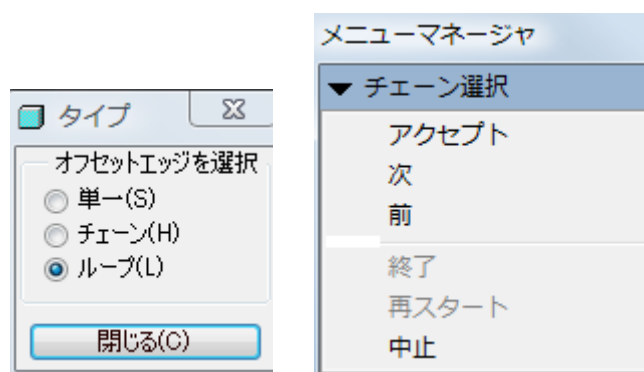 タイプ
オフセットエッジを選択
単一(S)
チェーン(H)
ループ(L)
閉じる(C)
メニューマネージャ
▼ チェーン選択
アクセプト
次
前
終了
再スタート
中止